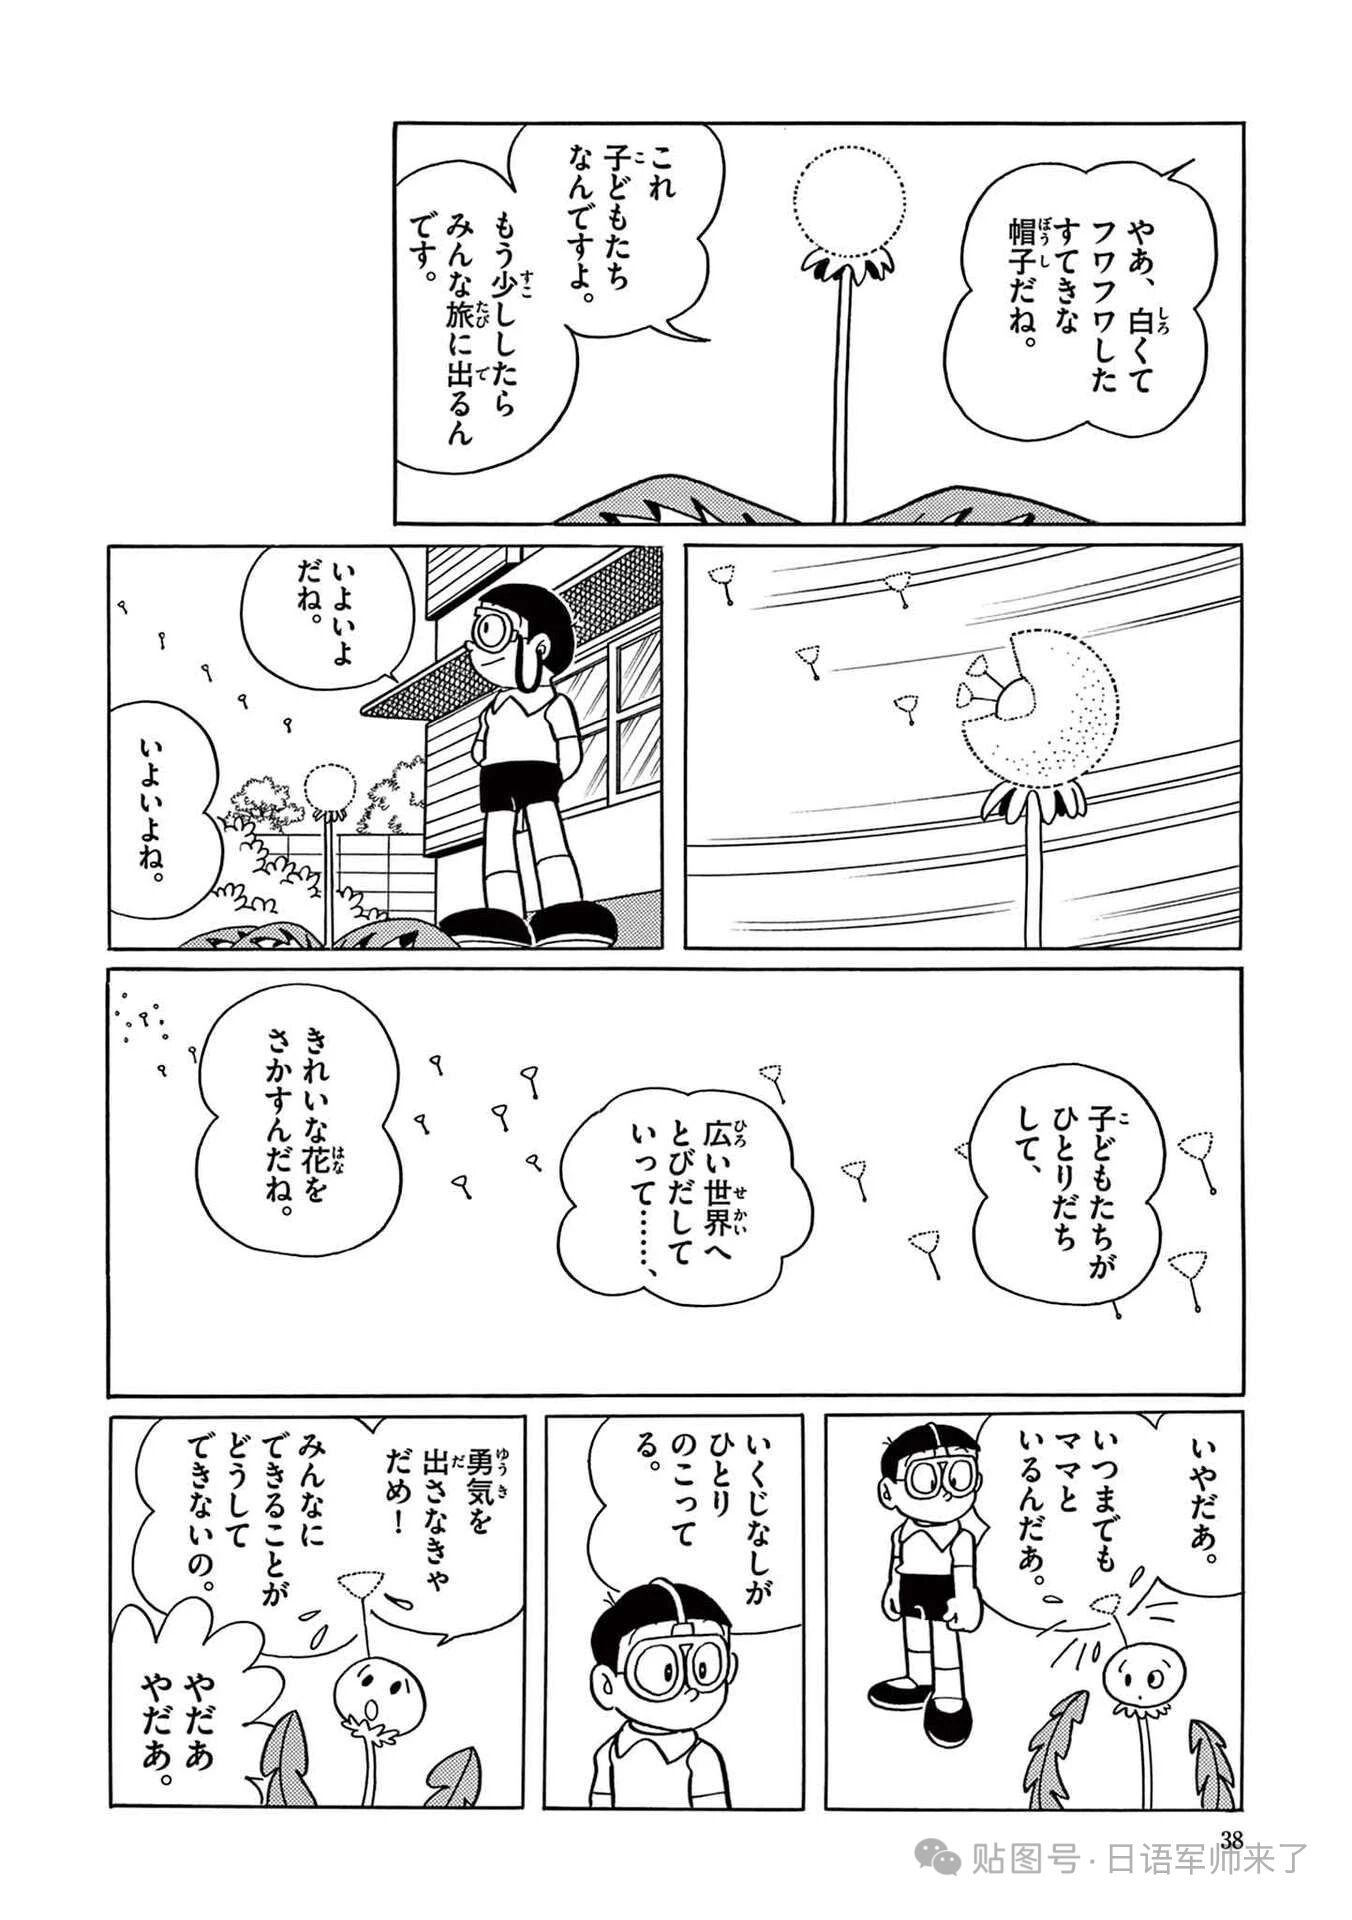 やあ、白くて
フワフワした
すてきな
帽子だね。
これ
子どもたち
なんですよ。
もう少ししたら
みんな旅に出るん
です。
いよいよ
だね。
いよいよね。
子どもたちが
ひとりだち
して、
広い世界へ
とびだして
いって……、
きれいな花を
さかすんだね。
いやだあ。
いつまでも
ママと
いるんだあ。
いくじなしが
ひとり
のこって
る。
勇気を
出さなきゃ
だめ！
みんなに
できることが
どうして
できないの。
やだあ
やだあ。
38
贴图号·日语军师来了